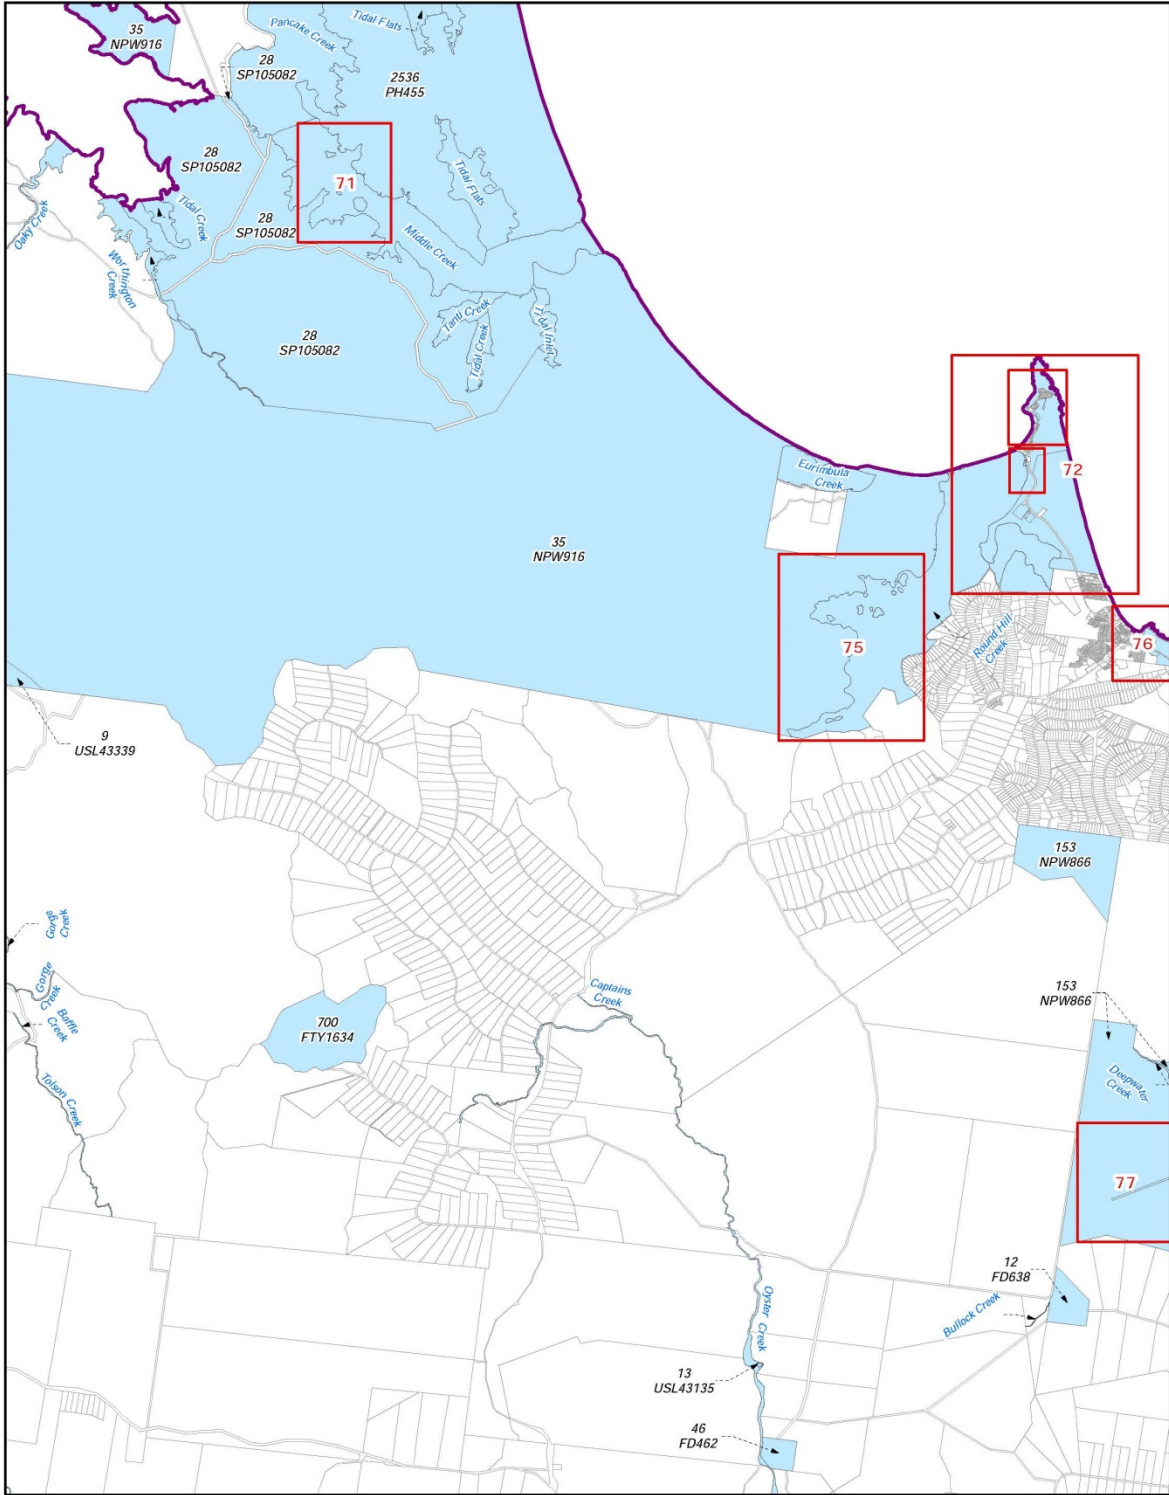 35
NPW916
Pancake Creek
Tidal Flats
28
SP105082
2536
PH455
28
SP105082
71
Tidal Flats
Oaky Creek
Tidal Creek
28
SP105082
Middle Creek
Worthington
Creek
Tanti Creek
Tidal Creek
Tidal Inlet
28
SP105082
Eurimbula
Creek
72
35
NPW916
75
Round Hill
Creek
76
9
USL43339
153
NPW866
Gorge
Creek
Gorge
Creek
Baffle
Creek
Captains
Creek
153
NPW866
700
FTY1634
Deepwater
Creek
Tolson Creek
77
12
FD638
Bullock Creek
Oyster Creek
13
USL43135
46
FD462